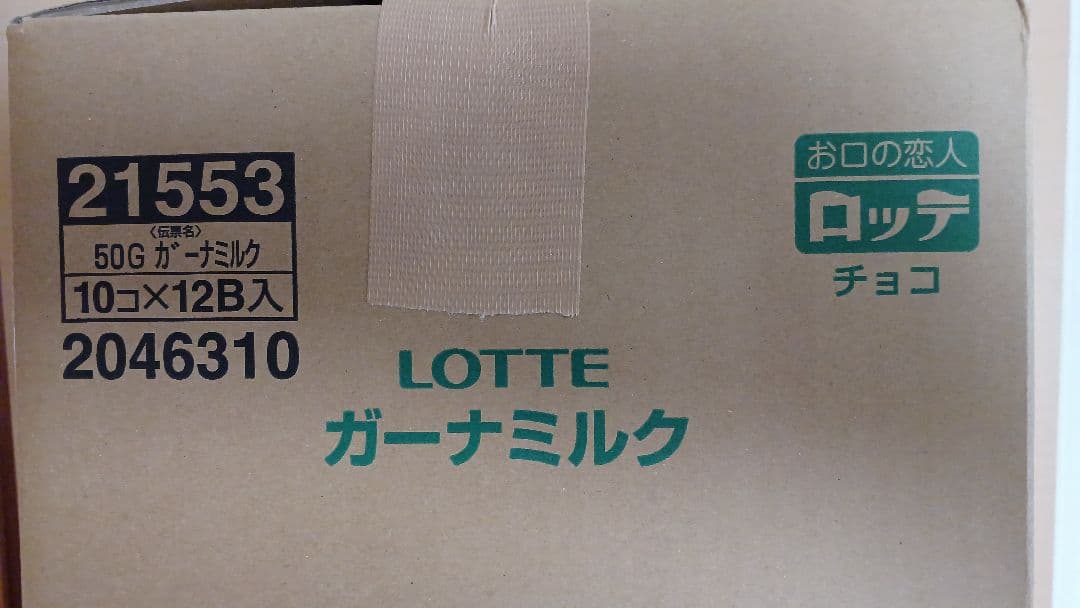 21553
〈伝票名〉
50G ガーナミルク
10コ×12B入
2046310
お口の恋人
ロッテ
チョコ
LOTTE
ガーナミルク